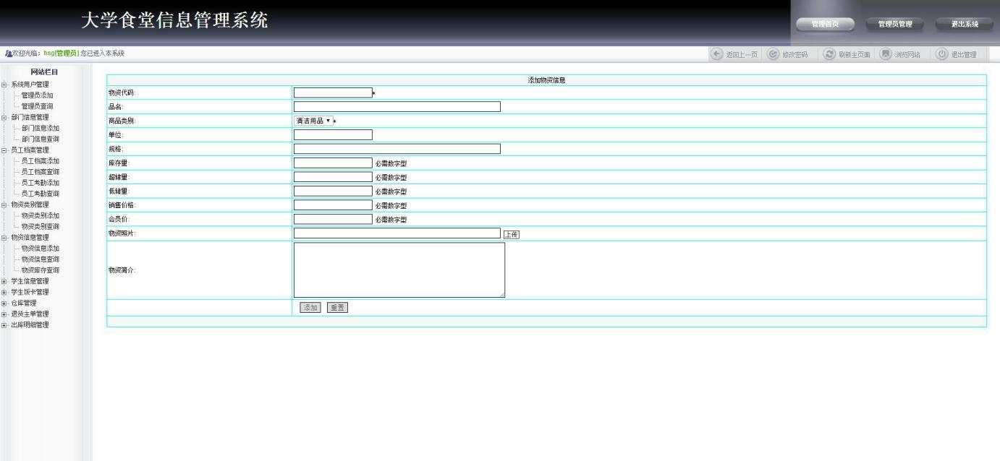 大学食堂信息管理系统
管理首页 管理员管理 退出系统
欢迎光临: hsg[管理员] 您已进入本系统
返回上一页 修改密码 刷新主页面 浏览网站 退出管理
网站栏目
系统用户管理
管理员添加
管理员查询
部门信息管理
部门信息添加
部门信息查询
员工档案管理
员工档案添加
员工档案查询
员工考勤添加
员工考勤查询
物资类别管理
物资类别添加
物资类别查询
物资信息管理
物资信息添加
物资信息查询
物资库存查询
学生信息管理
学生饭卡管理
仓库管理
退货主单管理
出库明细管理
添加物资信息
物资代码: *
品名:
商品类别: 清洁用品 *
单位:
规格:
库存量: 必需数字型
超储量: 必需数字型
低储量: 必需数字型
销售价格: 必需数字型
会员价: 必需数字型
物资照片: 上传
物资简介:
添加 重置